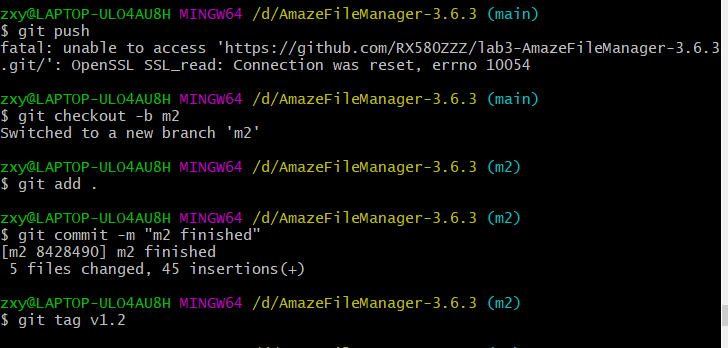 zxy@LAPTOP-ULO4AU8H MINGW64 /d/AmazeFileManager-3.6.3 (main)
$ git push
fatal: unable to access 'https://github.com/RX580ZZZ/lab3-AmazeFileManager-3.6.3
.git/': OpenSSL SSL_read: Connection was reset, errno 10054
zxy@LAPTOP-ULO4AU8H MINGW64 /d/AmazeFileManager-3.6.3 (main)
$ git checkout -b m2
Switched to a new branch 'm2'
zxy@LAPTOP-ULO4AU8H MINGW64 /d/AmazeFileManager-3.6.3 (m2)
$ git add .
zxy@LAPTOP-ULO4AU8H MINGW64 /d/AmazeFileManager-3.6.3 (m2)
$ git commit -m "m2 finished"
[m2 8428490] m2 finished
 5 files changed, 45 insertions(+)
zxy@LAPTOP-ULO4AU8H MINGW64 /d/AmazeFileManager-3.6.3 (m2)
$ git tag v1.2